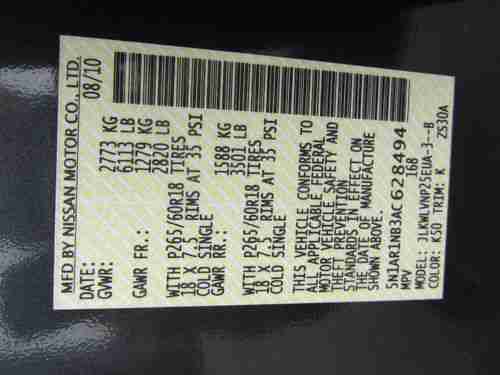 MFD BY NISSAN MOTOR CO., LTD.
DATE: 08/10
GVWR: 2773 KG
6113 LB
GAWR FR.: 1279 KG
2820 LB
WITH P265/60R18 TIRES
18 X 7.5 RIMS AT 35 PSI
COLD SINGLE
GAWR RR.: 1588 KG
3501 LB
WITH P265/60R18 TIRES
18 X 7.5 RIMS AT 35 PSI
COLD SINGLE
THIS VEHICLE CONFORMS TO
ALL APPLICABLE FEDERAL
MOTOR VEHICLE SAFETY AND
THEFT PREVENTION
STANDARDS IN EFFECT ON
THE DATE OF MANUFACTURE
SHOWN ABOVE.
5N1AR1NB3AC628494
MPV 168
MODEL: JLKWLVNP25EUA-3--B
COLOR: K50 TRIM: K ZS30A